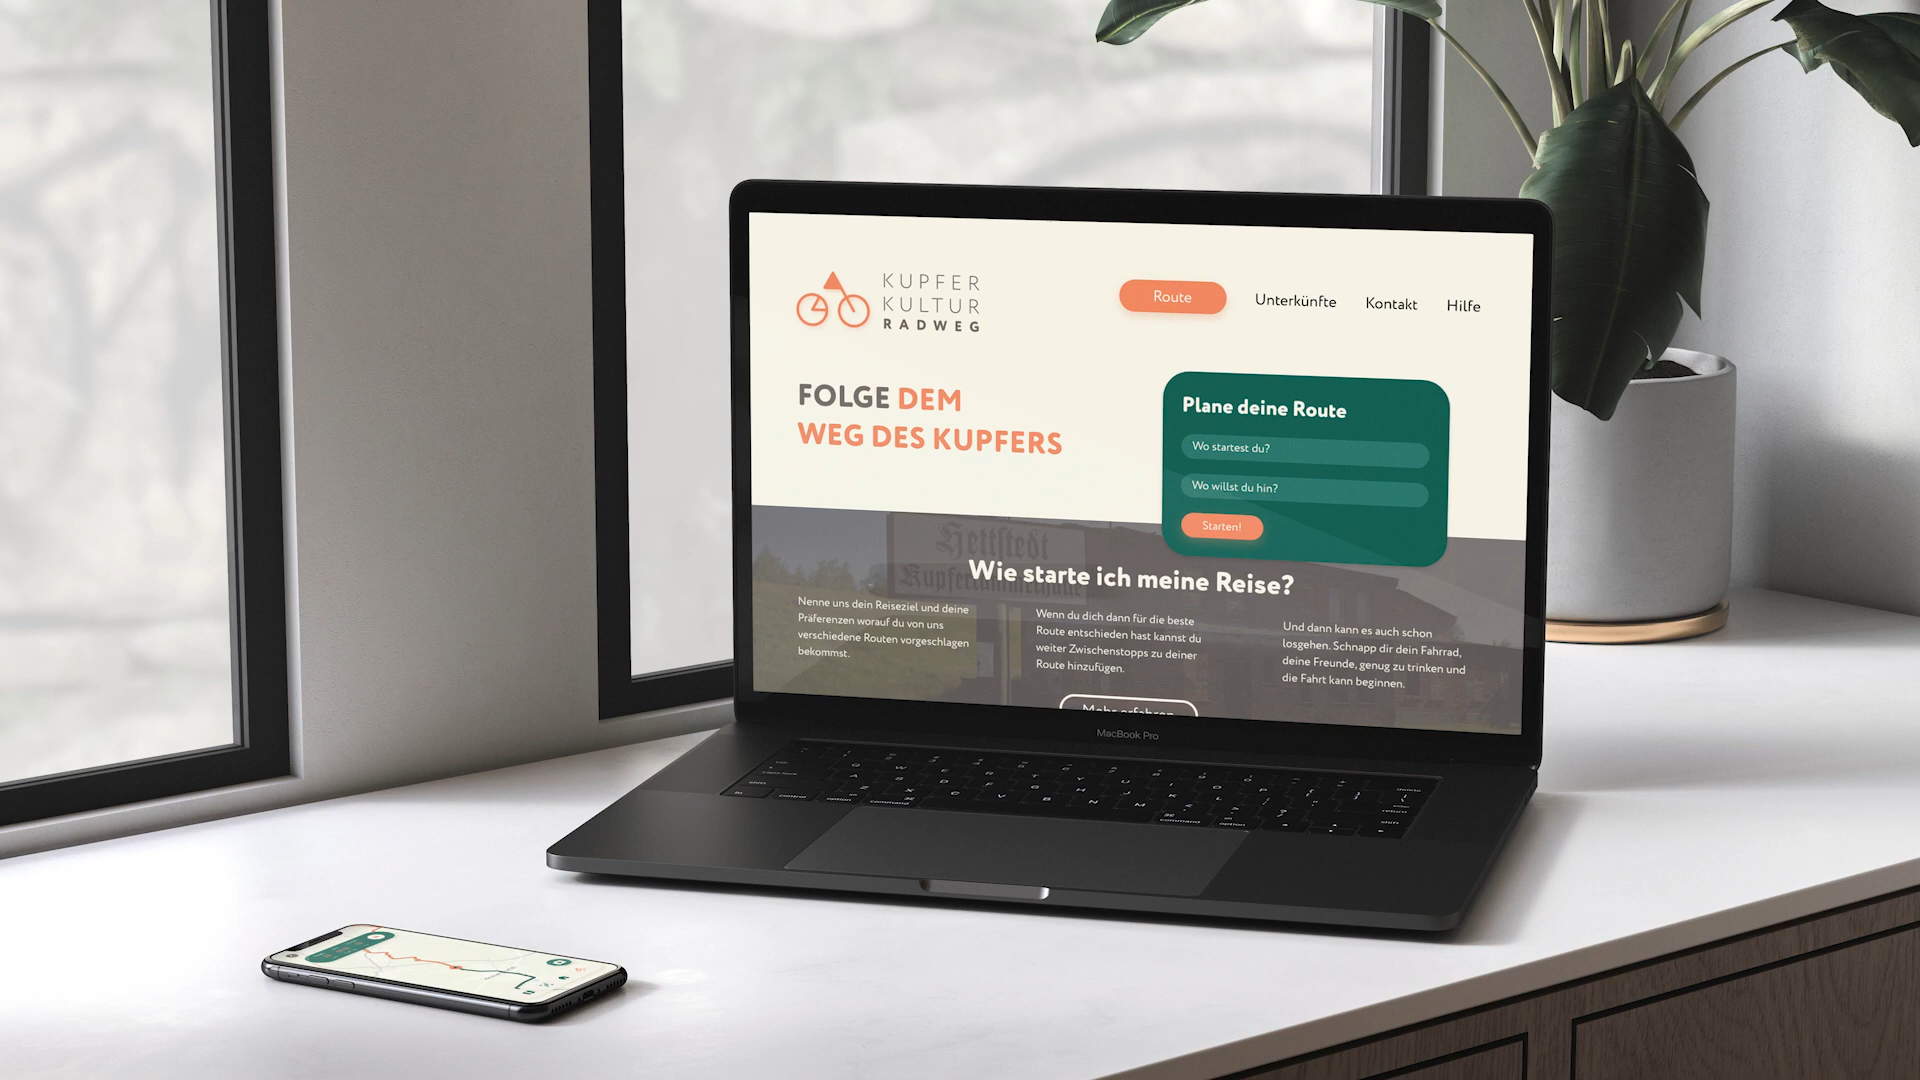 KUPFER
KULTUR
RADWEG
Route
Unterkünfte
Kontakt
Hilfe
FOLGE DEM
WEG DES KUPFERS
Plane deine Route
Wo startest du?
Wo willst du hin?
Starten!
Hettstedt
Wie starte ich meine Reise?
Nenne uns dein Reiseziel und deine
Präferenzen worauf du von uns
verschiedene Routen vorgeschlagen
bekommst.
Wenn du dich dann für die beste
Route entschieden hast kannst du
weiter Zwischenstopps zu deiner
Route hinzufügen.
Und dann kann es auch schon
losgehen. Schnapp dir dein Fahrrad,
deine Freunde, genug zu trinken und
die Fahrt kann beginnen.
Mehr erfahren
MacBook Pro